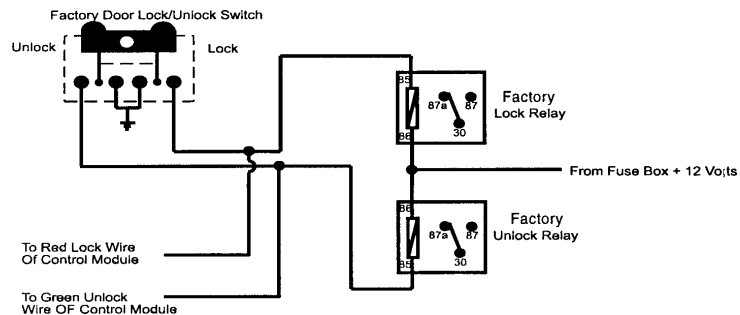 Factory Door Lock/Unlock Switch
Unlock
Lock
85
87a
87
30
86
Factory
Lock Relay
From Fuse Box + 12 Vo;ts
86
87a
87
30
85
Factory
Unlock Relay
To Red Lock Wire
Of Control Module
To Green Unlock
Wire OF Control Module